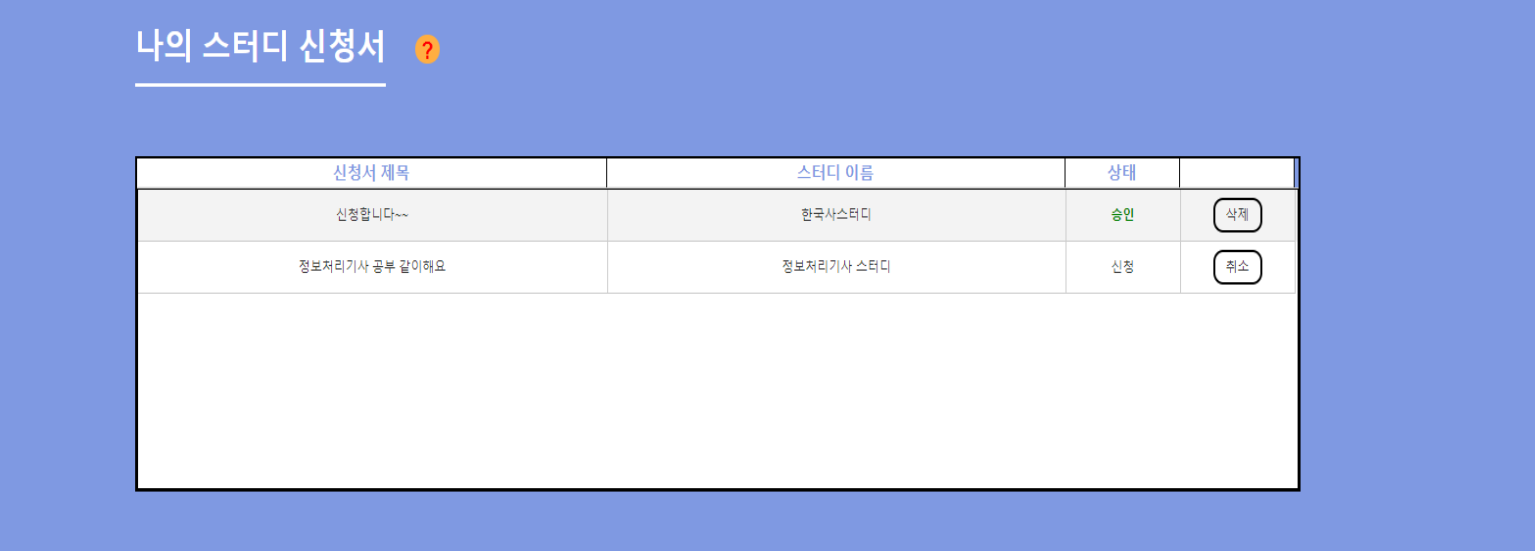 나의 스터디 신청서 ?
신청서 제목 스터디 이름 상태
신청합니다~~ 한국사스터디 승인 삭제
정보처리기사 공부 같이해요 정보처리기사 스터디 신청 취소